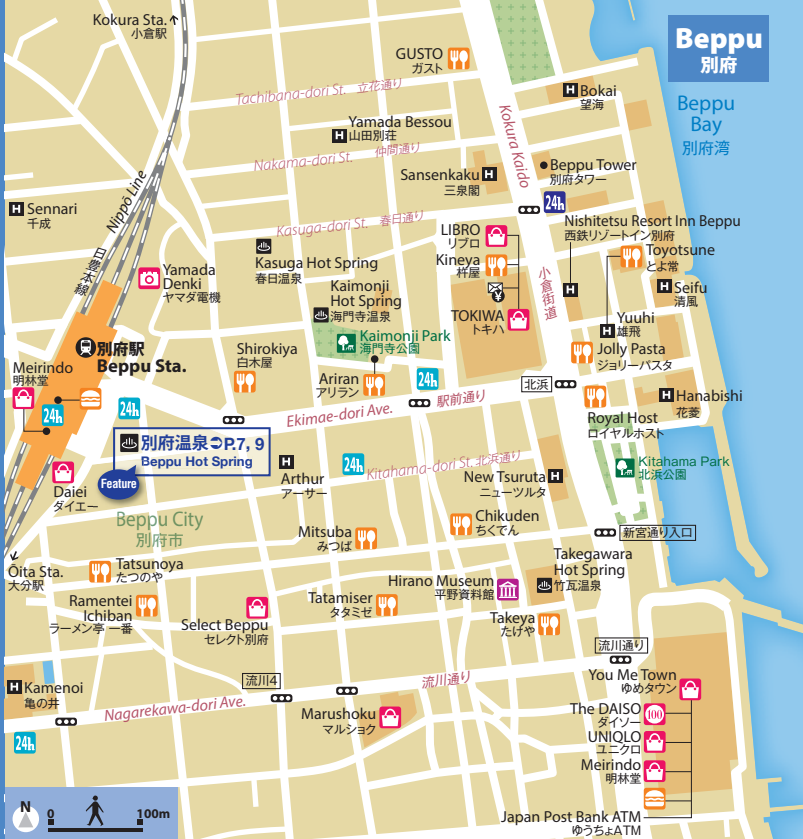 Kokura Sta.
小倉駅
Beppu
別府
GUSTO
ガスト
Tachibana-dori St. 立花通り
Bokai
望海
Beppu
Bay
別府湾
Kokura Kaido
Yamada Bessou
山田別荘
Nakama-dori St. 仲間通り
Sansenkaku
三泉閣
Beppu Tower
別府タワー
24h
Nippō Line
日豊本線
Sennari
千成
Kasuga-dori St. 春日通り
Nishitetsu Resort Inn Beppu
西鉄リゾートイン別府
LIBRO
リブロ
Kasuga Hot Spring
春日温泉
Kineya
杵屋
小倉街道
Toyotsune
とよ常
Yamada
Denki
ヤマダ電機
Kaimonji
Hot Spring
海門寺温泉
Seifu
清風
TOKIWA
トキハ
Yuuhi
雄飛
Kaimonji Park
海門寺公園
別府駅
Beppu Sta.
Shirokiya
白木屋
Jolly Pasta
ジョリーパスタ
Meirindo
明林堂
Ariran
アリラン
24h
北浜
24h
24h
Ekimae-dori Ave. 駅前通り
Hanabishi
花菱
Royal Host
ロイヤルホスト
別府温泉➲P.7, 9
Beppu Hot Spring
Feature
Arthur
アーサー
24h
Kitahama-dori St. 北浜通り
Kitahama Park
北浜公園
Daiei
ダイエー
New Tsuruta
ニューツルタ
Beppu City
別府市
Mitsuba
みつば
Chikuden
ちくでん
新宮通り入口
Ōita Sta.
大分駅
Tatsunoya
たつのや
Takegawara
Hot Spring
竹瓦温泉
Hirano Museum
平野資料館
Ramentei
Ichiban
ラーメン亭 一番
Select Beppu
セレクト別府
Tatamiser
タタミゼ
Takeya
たけや
流川通り
流川4
流川通り
You Me Town
ゆめタウン
Kamenoi
亀の井
Nagarekawa-dori Ave.
The DAISO
ダイソー
100
Marushoku
マルショク
UNIQLO
ユニクロ
24h
Meirindo
明林堂
Japan Post Bank ATM
ゆうちょATM
N
0 100m